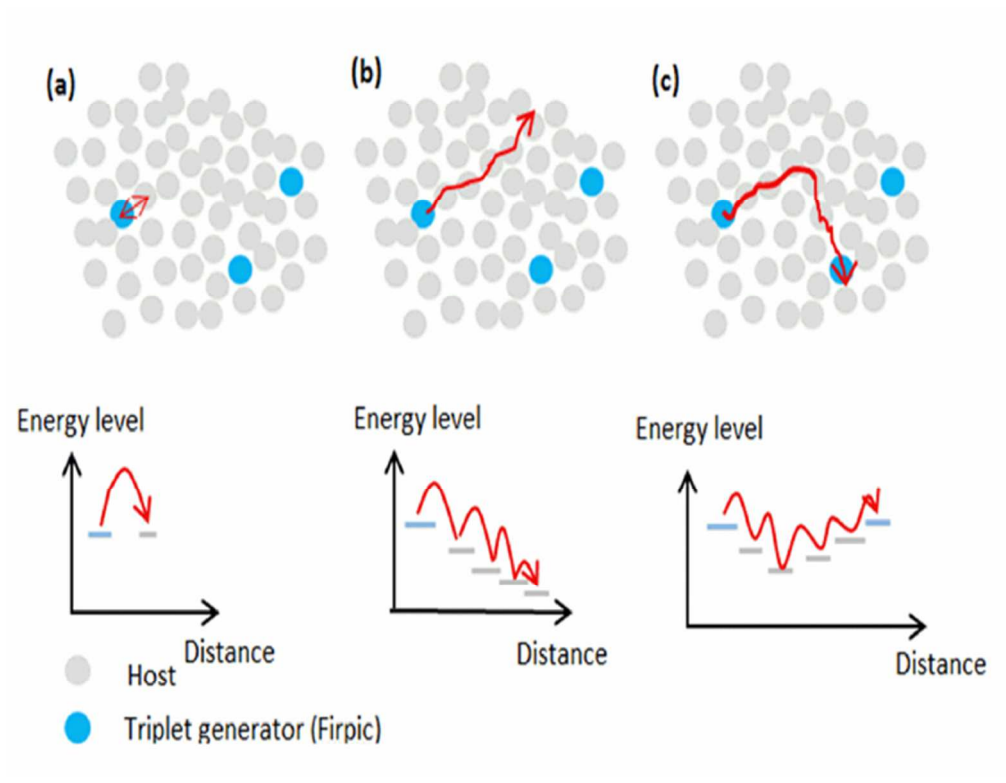 (a)
(b)
(c)
Energy level
Distance
Energy level
Distance
Energy level
Distance
Host
Triplet generator (Firpic)